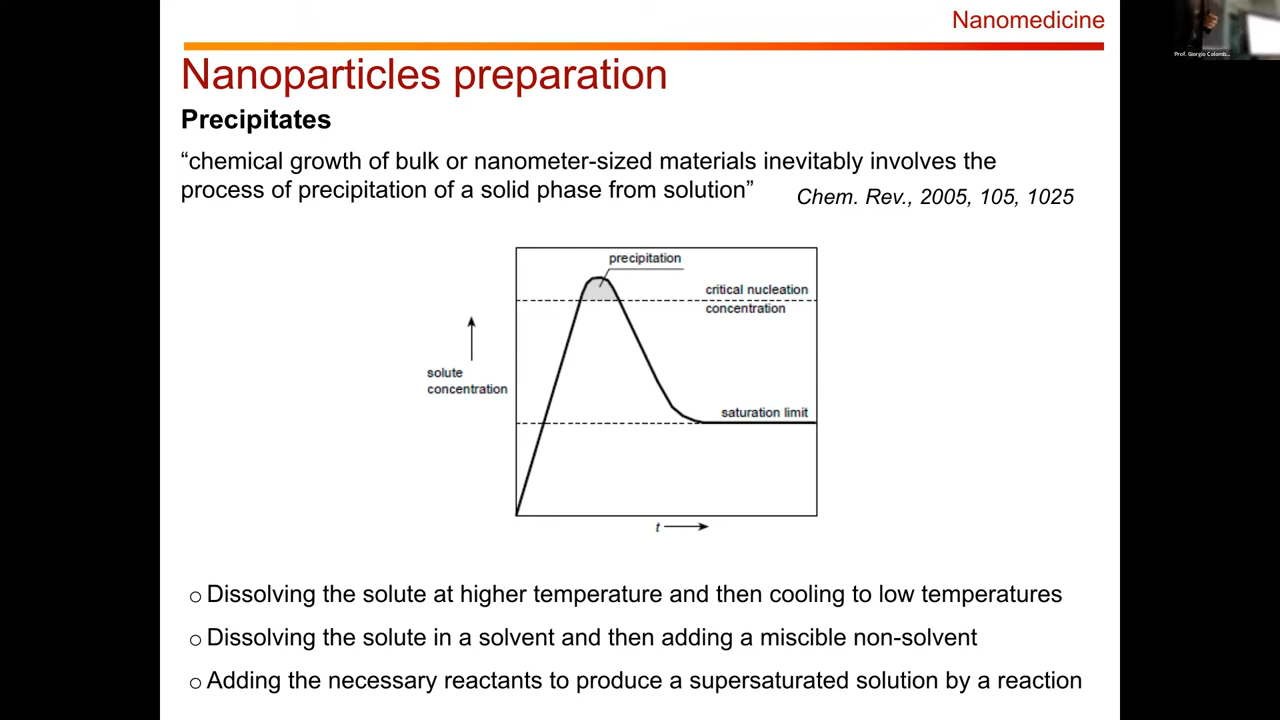 Nanomedicine
Prof. Giorgio Colomb...
Nanoparticles preparation
Precipitates
“chemical growth of bulk or nanometer-sized materials inevitably involves the
process of precipitation of a solid phase from solution”
Chem. Rev., 2005, 105, 1025
precipitation
critical nucleation
concentration
solute
concentration
saturation limit
t
o Dissolving the solute at higher temperature and then cooling to low temperatures
o Dissolving the solute in a solvent and then adding a miscible non-solvent
o Adding the necessary reactants to produce a supersaturated solution by a reaction